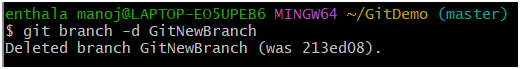 enthala manoj@LAPTOP-EO5UPEB6 MINGW64 ~/GitDemo (master)
$ git branch -d GitNewBranch
Deleted branch GitNewBranch (was 213ed08).